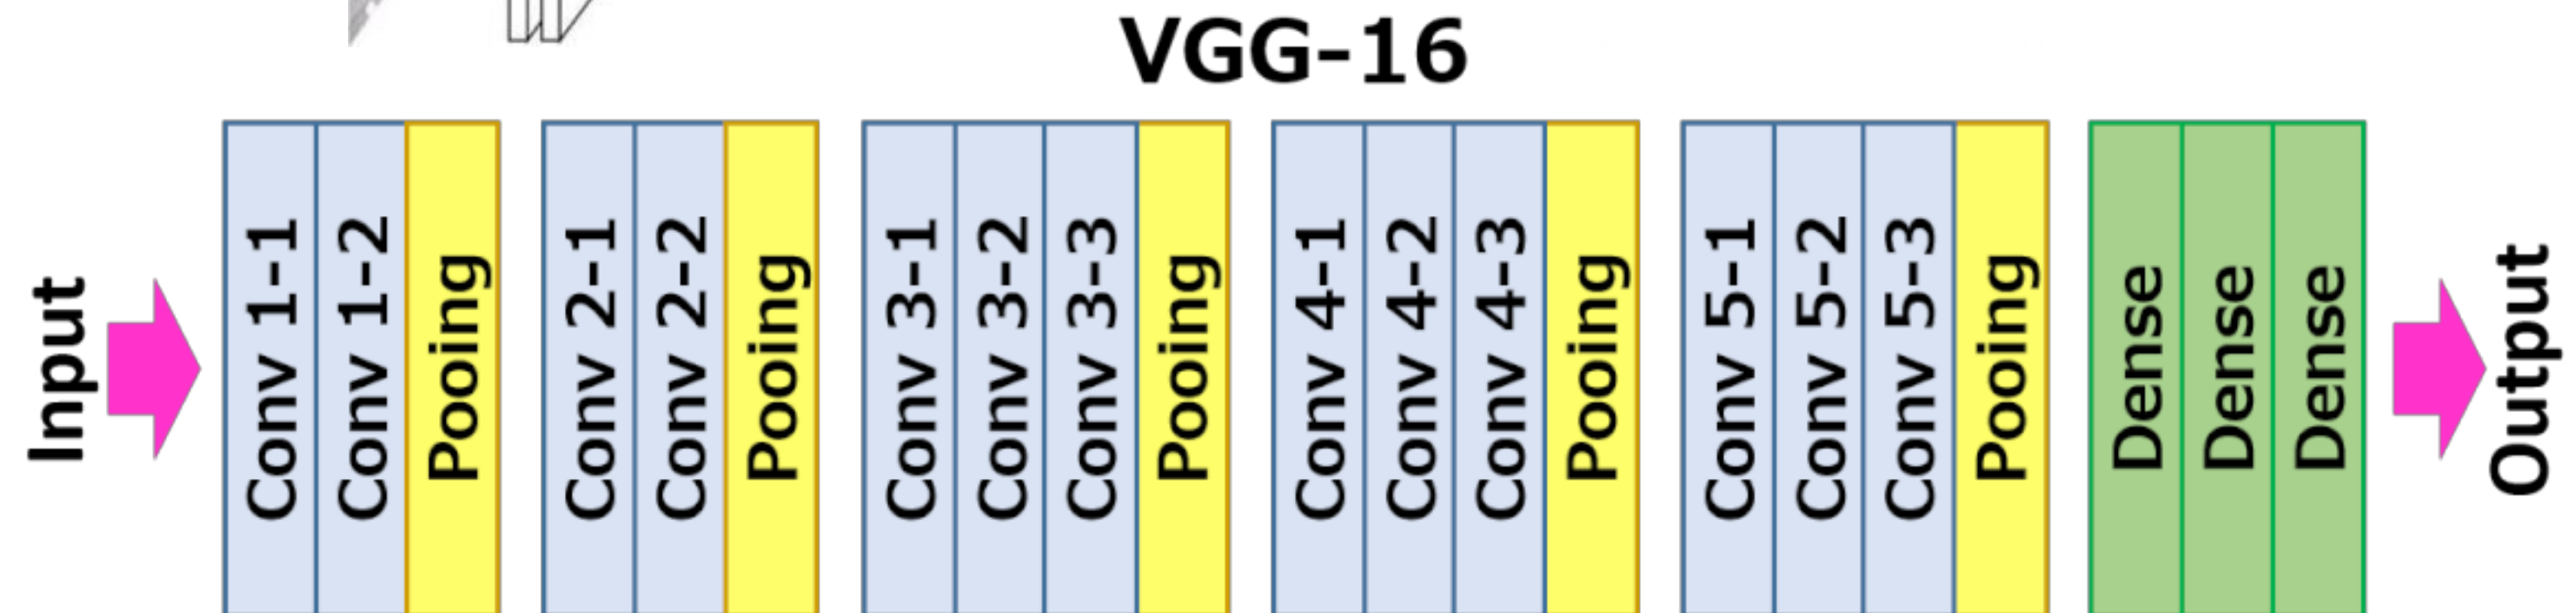 VGG-16
Input
Conv 1-1
Conv 1-2
Pooing
Conv 2-1
Conv 2-2
Pooing
Conv 3-1
Conv 3-2
Conv 3-3
Pooing
Conv 4-1
Conv 4-2
Conv 4-3
Pooing
Conv 5-1
Conv 5-2
Conv 5-3
Pooing
Dense
Dense
Dense
Output